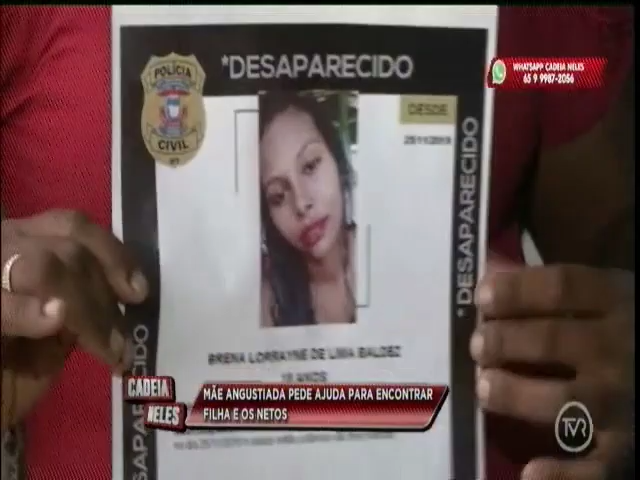 *DESAPARECIDO
POLÍCIA
CIVIL
DESDE
WHATSAPP CADEIA NELES
65 9 9987-2056
*DESAPARECIDO
BRENA LORRAYNE DE LIMA BALDEZ
CADEIA
NELES
MÃE ANGUSTIADA PEDE AJUDA PARA ENCONTRAR
FILHA E OS NETOS
TVR